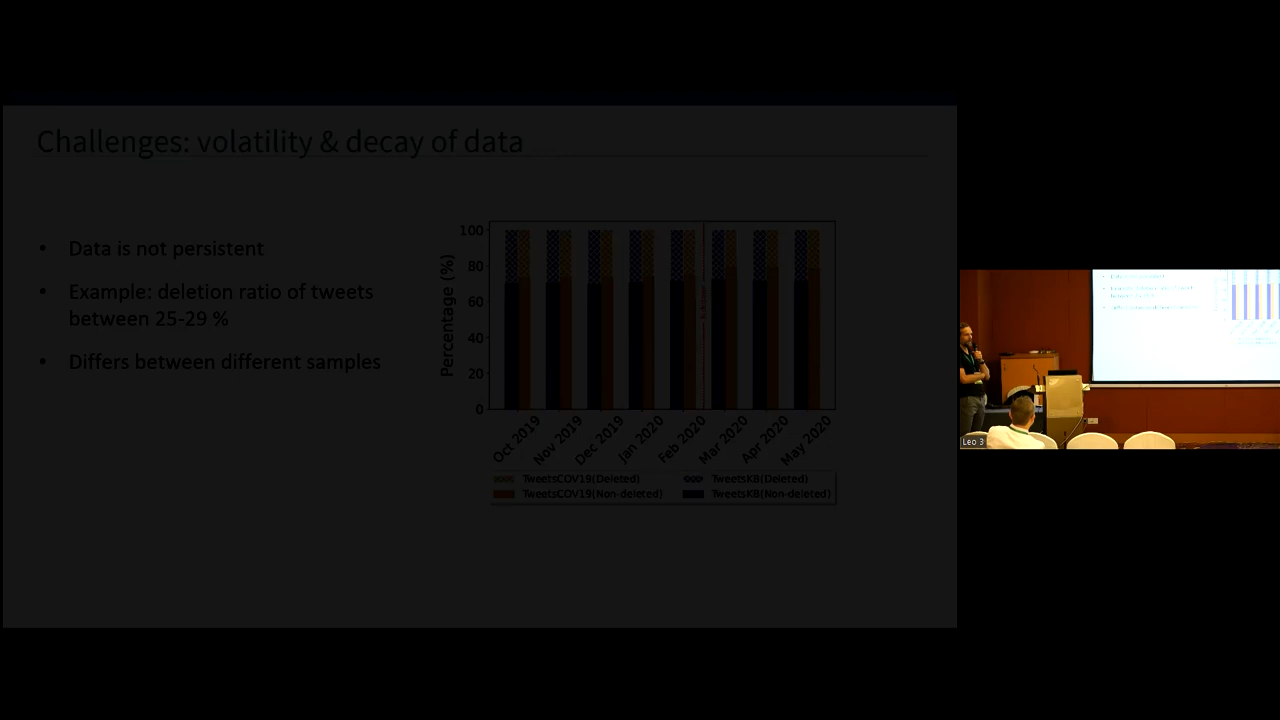 Challenges: volatility & decay of data
• Data is not persistent
• Example: deletion ratio of tweets
between 25-29 %
• Differs between different samples
Percentage (%)
100
80
60
40
20
0
Oct 2019
Nov 2019
Dec 2019
Jan 2020
Feb 2020
Mar 2020
Apr 2020
May 2020
TweetsCOV19(Deleted)
TweetsKB(Deleted)
TweetsCOV19(Non-deleted)
TweetsKB(Non-deleted)
Leo 3